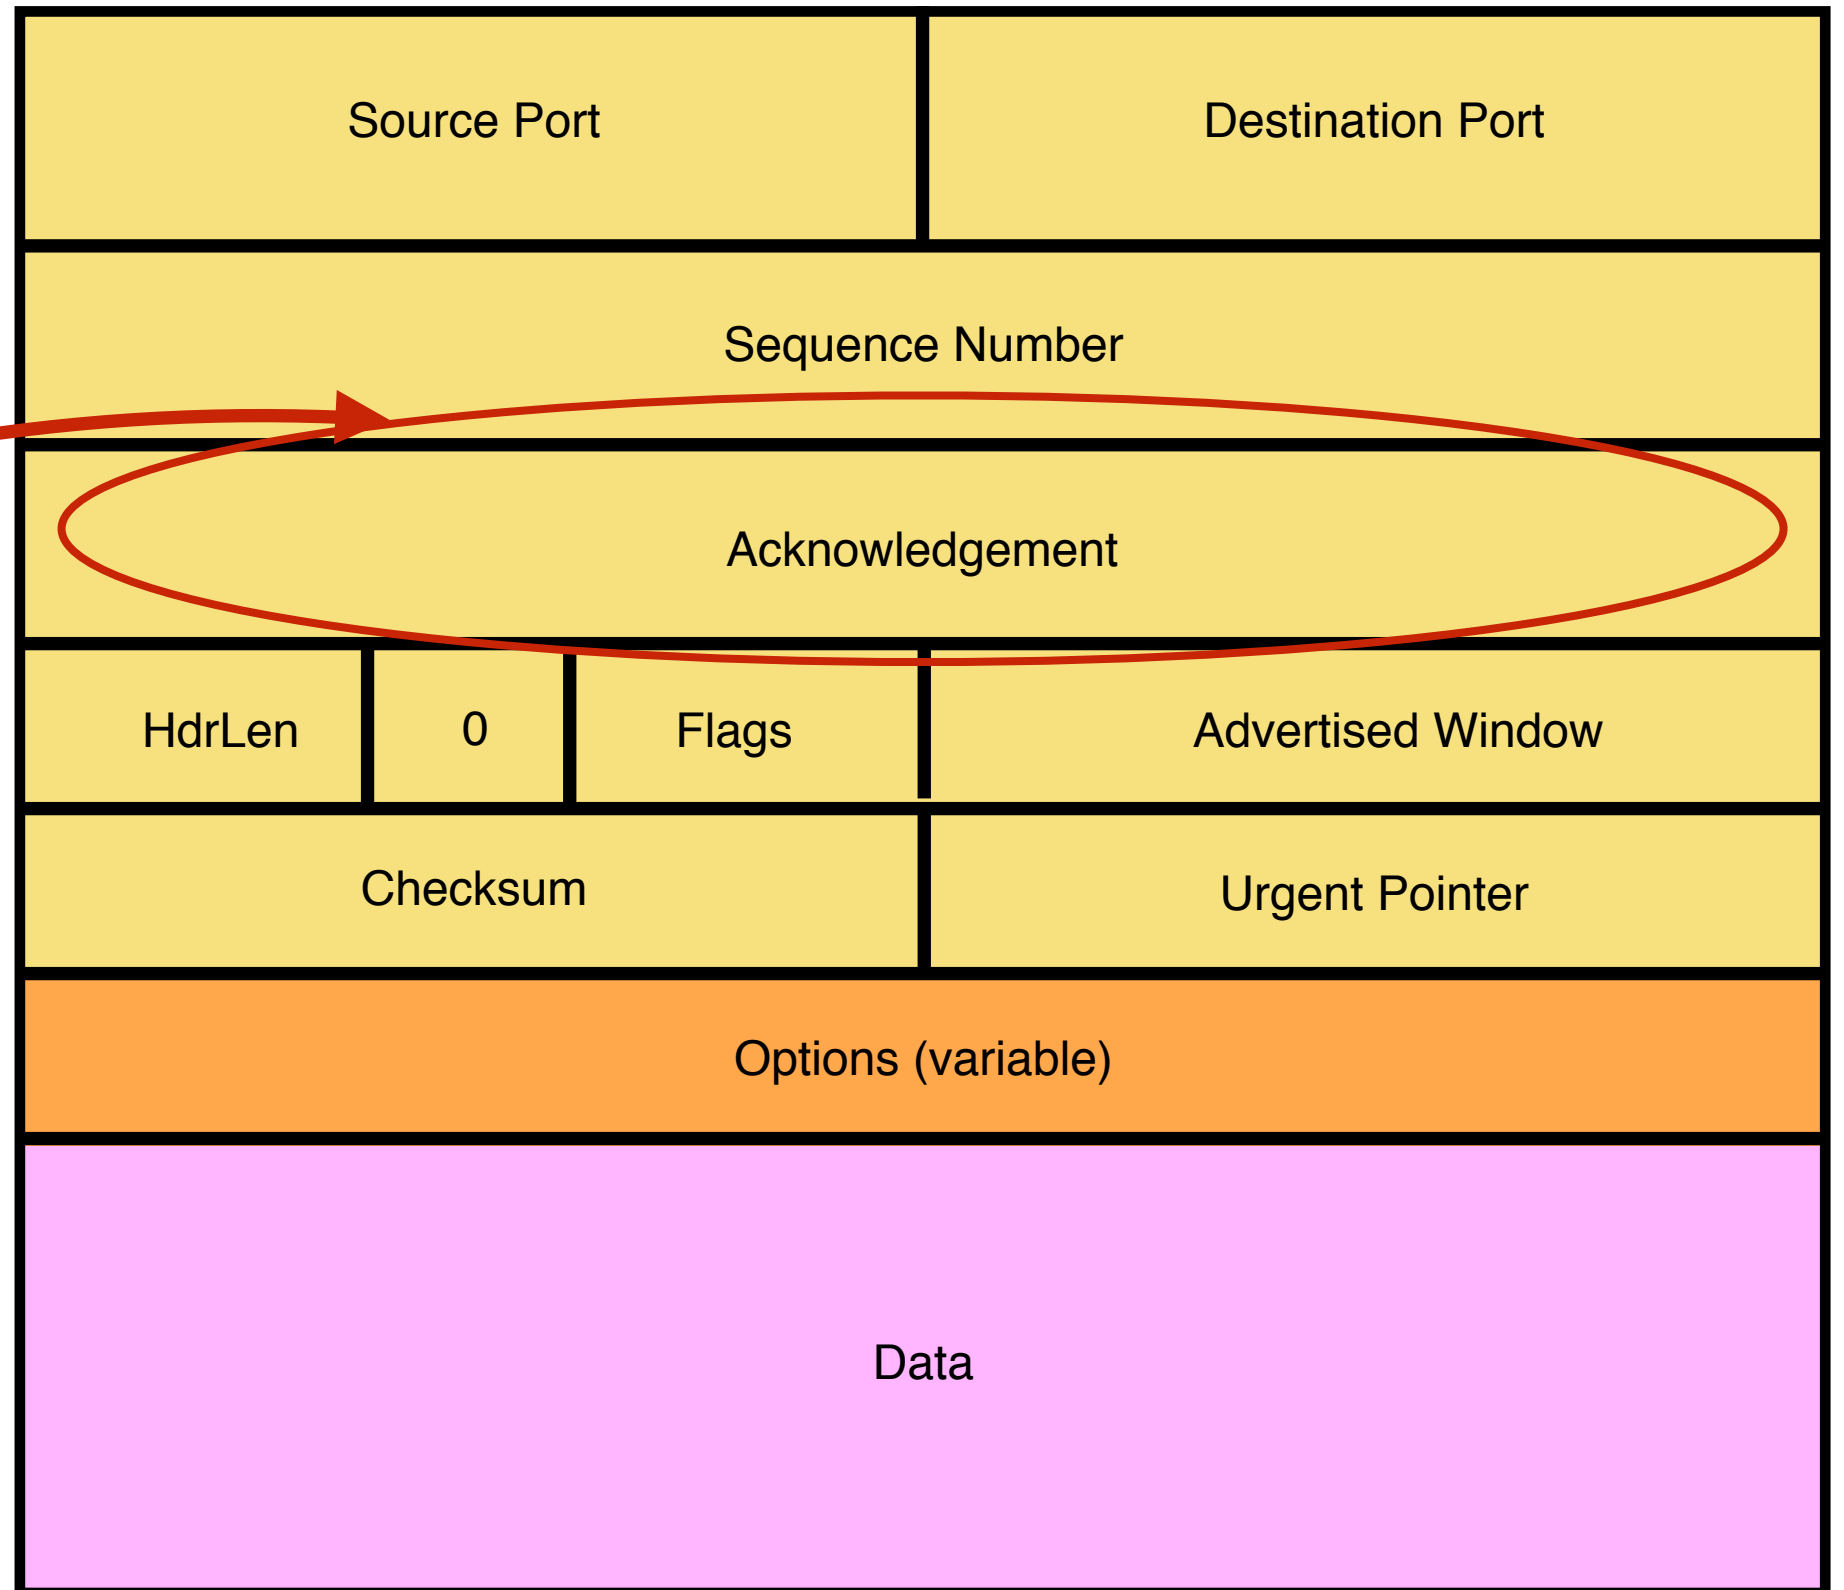 Source Port
Destination Port
Sequence Number
Acknowledgement
HdrLen
0
Flags
Advertised Window
Checksum
Urgent Pointer
Options (variable)
Data